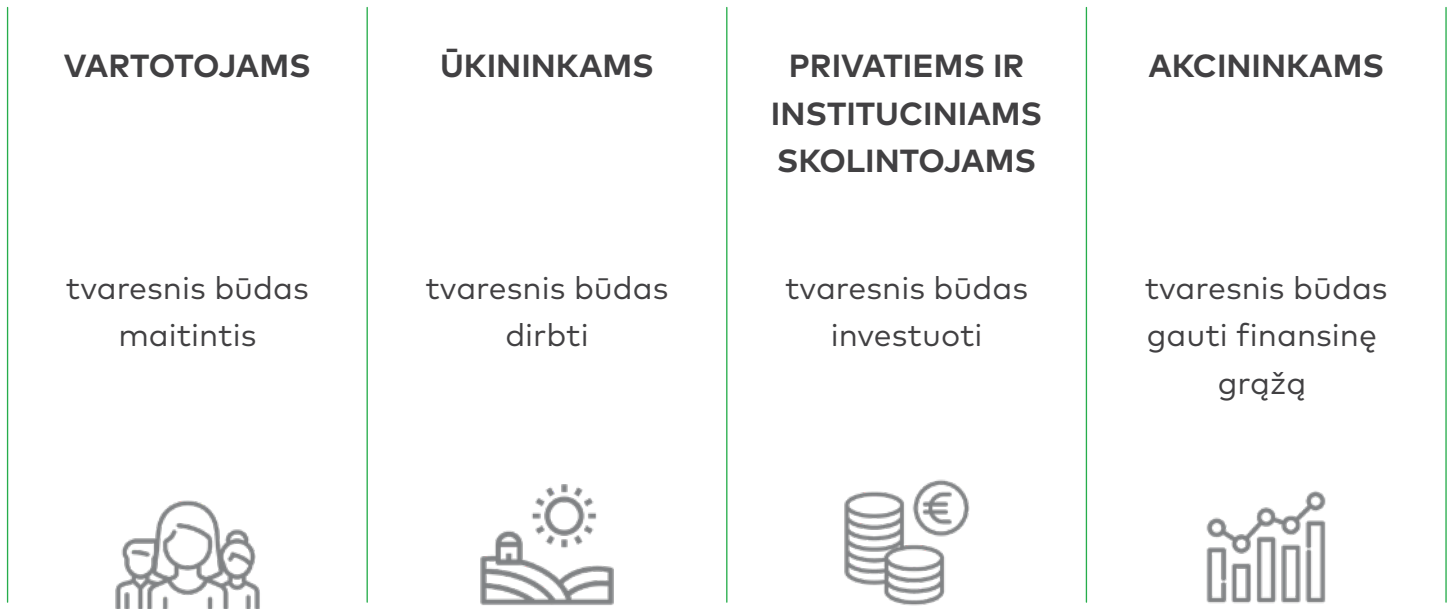 VARTOTOJAMS
tvaresnis būdas
maitintis
ŪKININKAMS
tvaresnis būdas
dirbti
PRIVATIEMS IR
INSTITUCINIAMS
SKOLINTOJAMS
tvaresnis būdas
investuoti
AKCININKAMS
tvaresnis būdas
gauti finansinę
grąžą